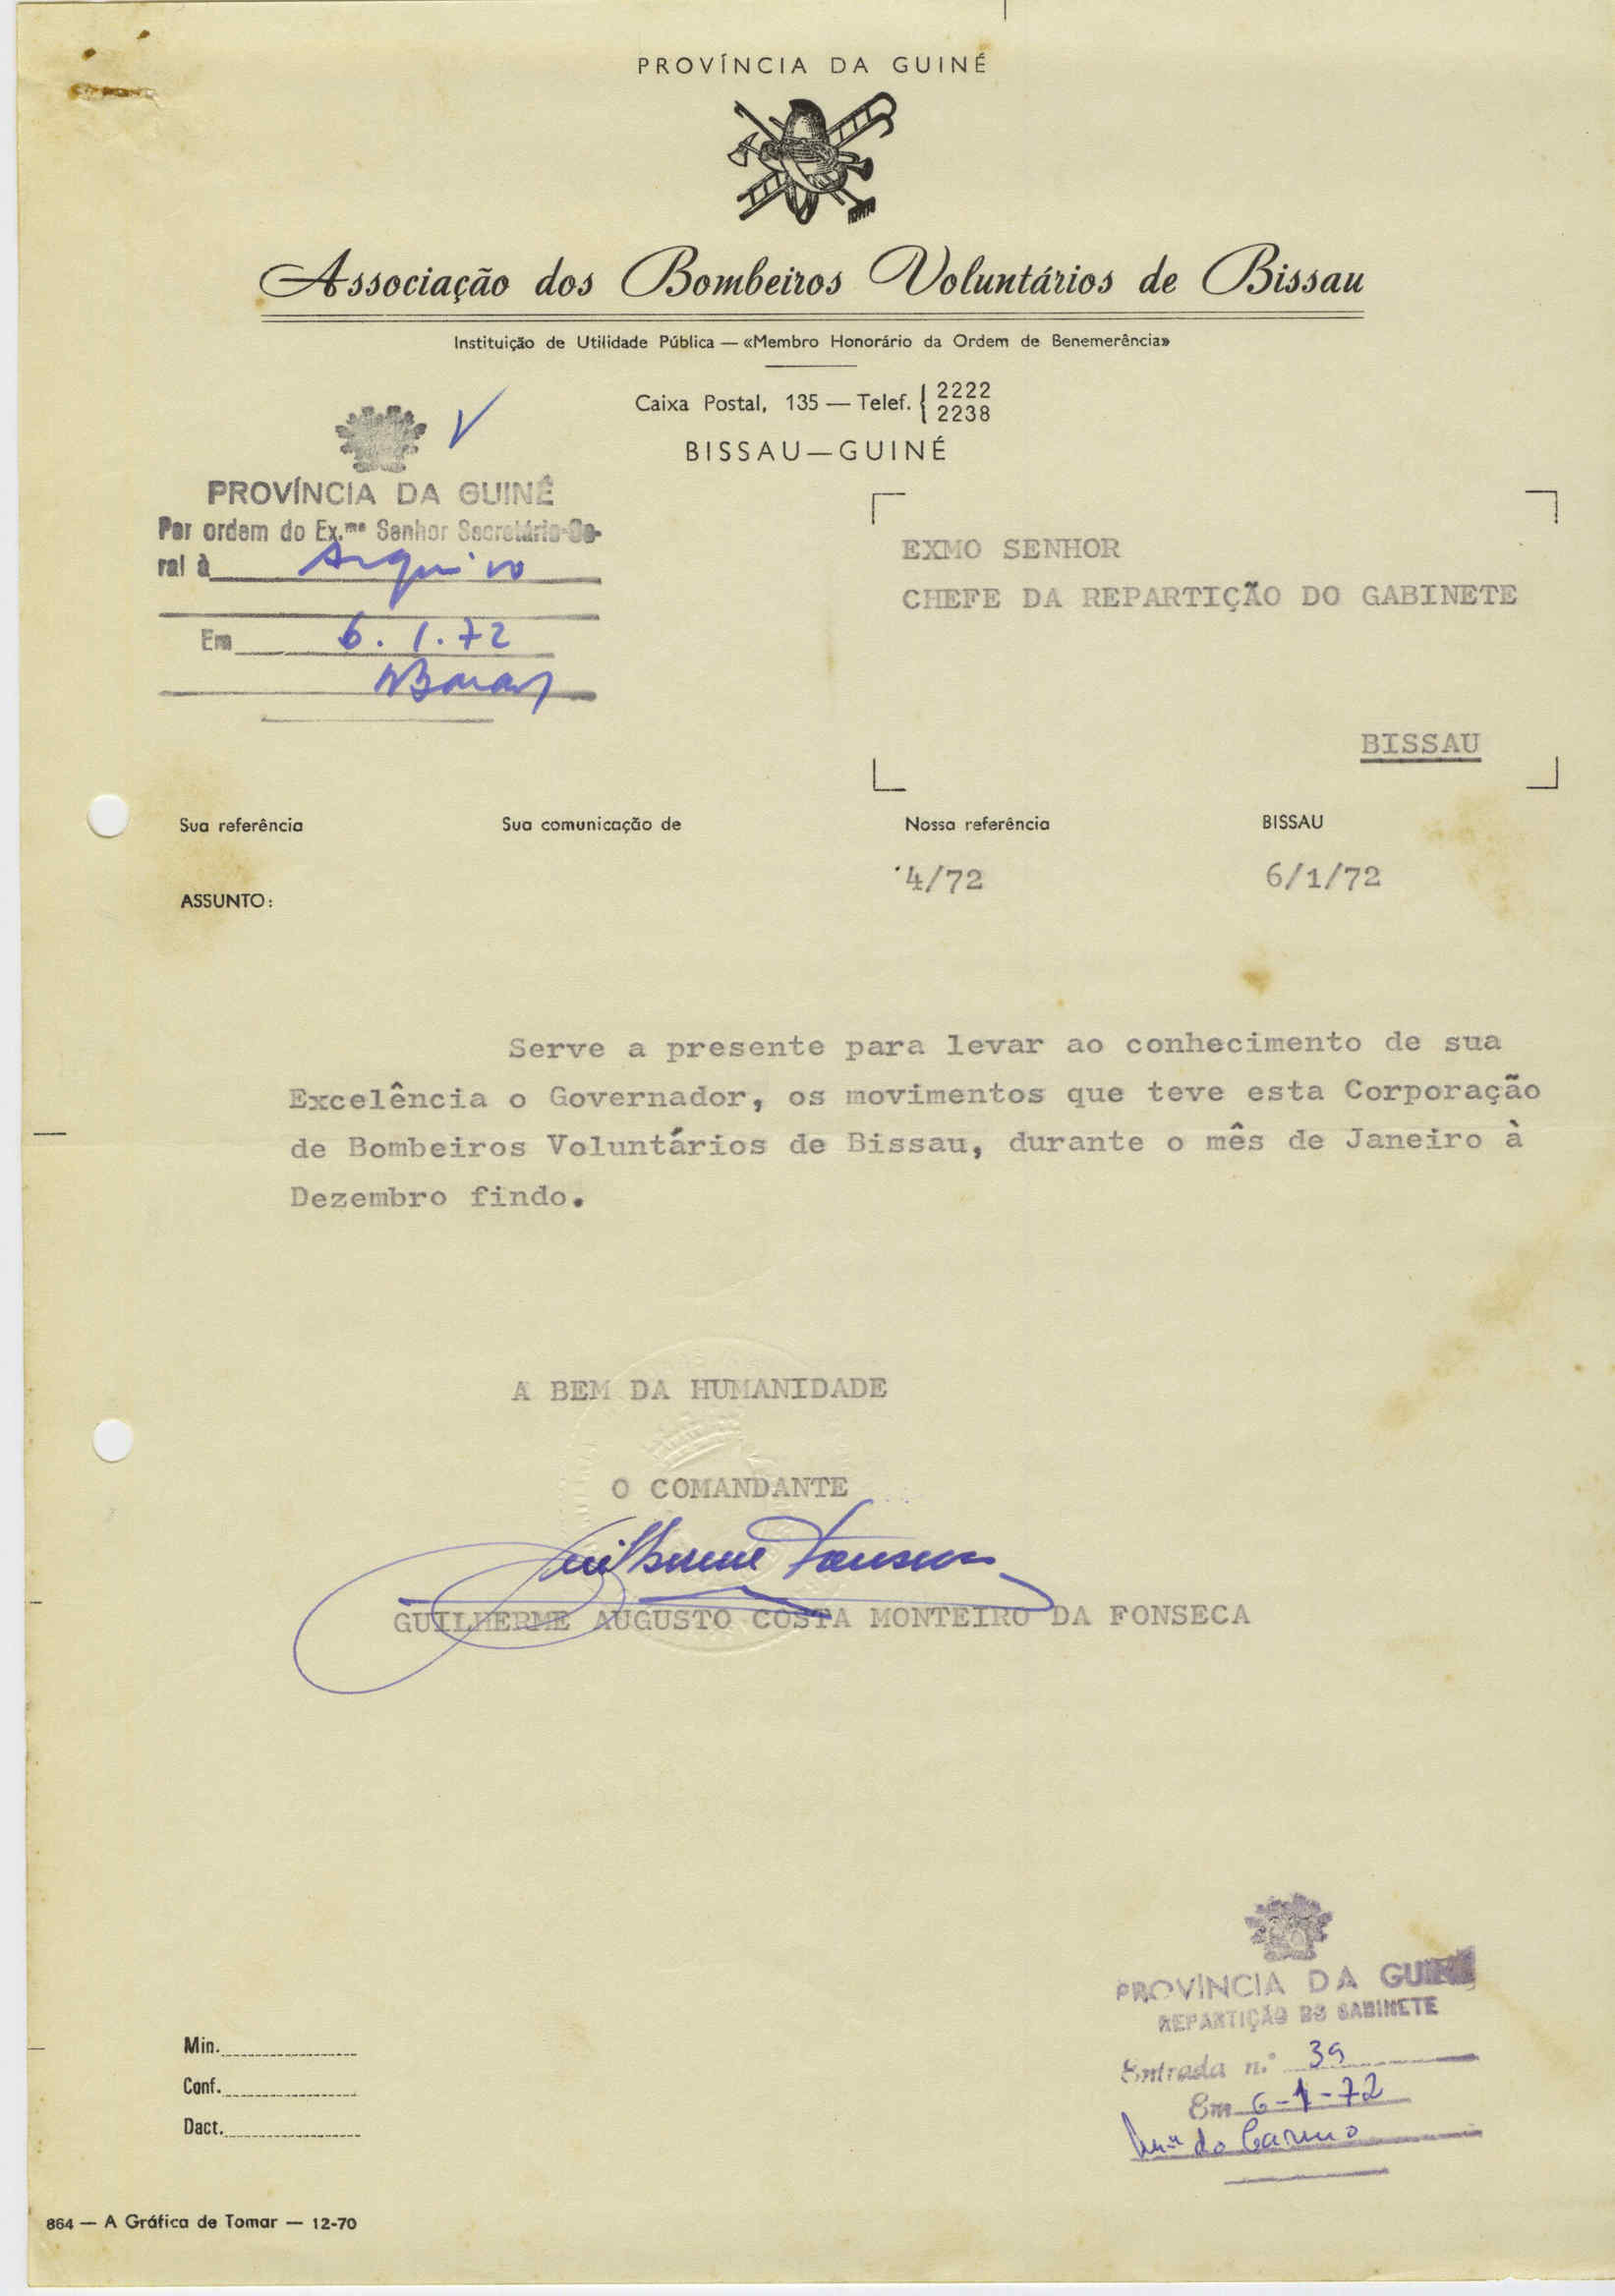 PROVÍNCIA DA GUINÉ
Associação dos Bombeiros Voluntários de Bissau
Instituição de Utilidade Pública — «Membro Honorário da Ordem de Benemerência»
Caixa Postal, 135 — Telef. { 2222
2238
BISSAU — GUINÉ
PROVÍNCIA DA GUINÉ
Por ordem do Ex.mo Senhor Secretário-Ge-
ral à Arquivo
Em 6.1.72
EXMO SENHOR
CHEFE DA REPARTIÇÃO DO GABINETE
BISSAU
Sua referência Sua comunicação de Nossa referência BISSAU
4/72 6/1/72
ASSUNTO:
Serve a presente para levar ao conhecimento de sua
Excelência o Governador, os movimentos que teve esta Corporação
de Bombeiros Voluntários de Bissau, durante o mês de Janeiro à
Dezembro findo.
A BEM DA HUMANIDADE
O COMANDANTE
Guilherme Fonseca
GUILHERME AUGUSTO COSTA MONTEIRO DA FONSECA
PROVÍNCIA DA GUINÉ
REPARTIÇÃO DO GABINETE
Entrada n.º 39
Em 6-1-72
do Carmo
Min.
Conf.
Dact.
864 — A Gráfica de Tomar — 12-70